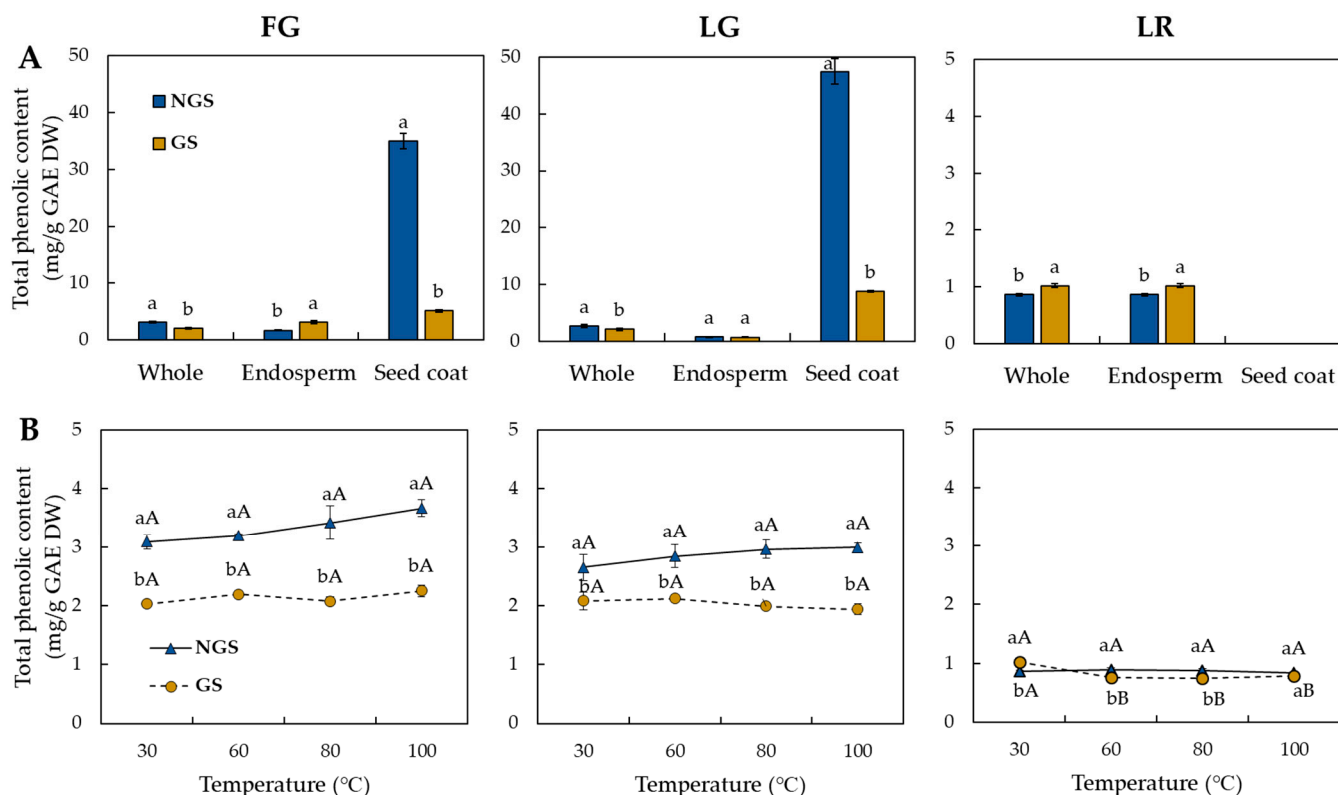 FG
LG
LR
A
Total phenolic content
(mg/g GAE DW)
50
40
30
20
10
0
NGS
GS
a
b
b
a
a
b
Whole
Endosperm
Seed coat
50
40
30
20
10
0
a
b
a
a
a
b
Whole
Endosperm
Seed coat
5
4
3
2
1
0
b
a
b
a
Whole
Endosperm
Seed coat
B
Total phenolic content
(mg/g GAE DW)
5
4
3
2
1
0
aA
aA
aA
aA
bA
bA
bA
bA
NGS
GS
30
60
80
100
Temperature (°C)
5
4
3
2
1
0
aA
aA
aA
aA
bA
bA
bA
bA
30
60
80
100
Temperature (°C)
5
4
3
2
1
0
aA
aA
aA
aA
bA
bB
bB
aB
30
60
80
100
Temperature (°C)